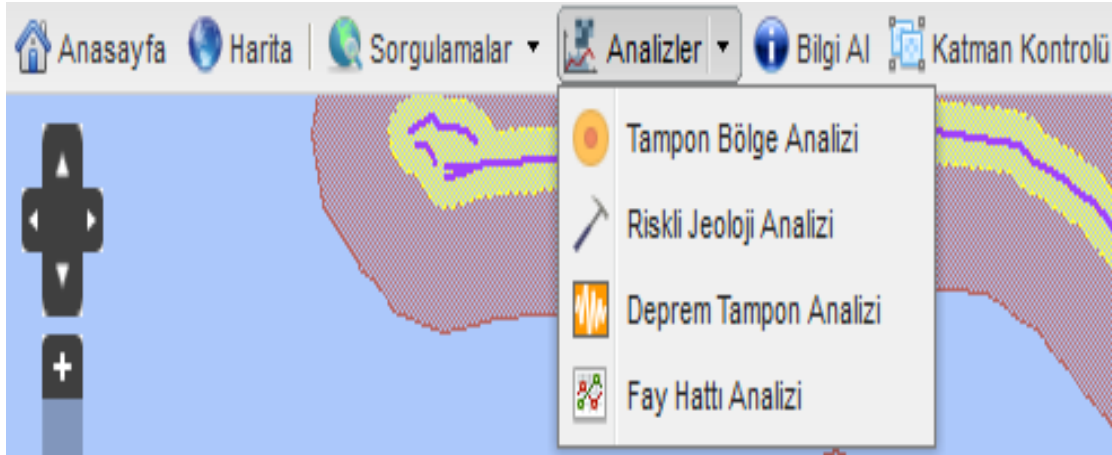 Anasayfa Harita Sorgulamalar Analizler Bilgi Al Katman Kontrolü
Tampon Bölge Analizi
Riskli Jeoloji Analizi
Deprem Tampon Analizi
Fay Hattı Analizi